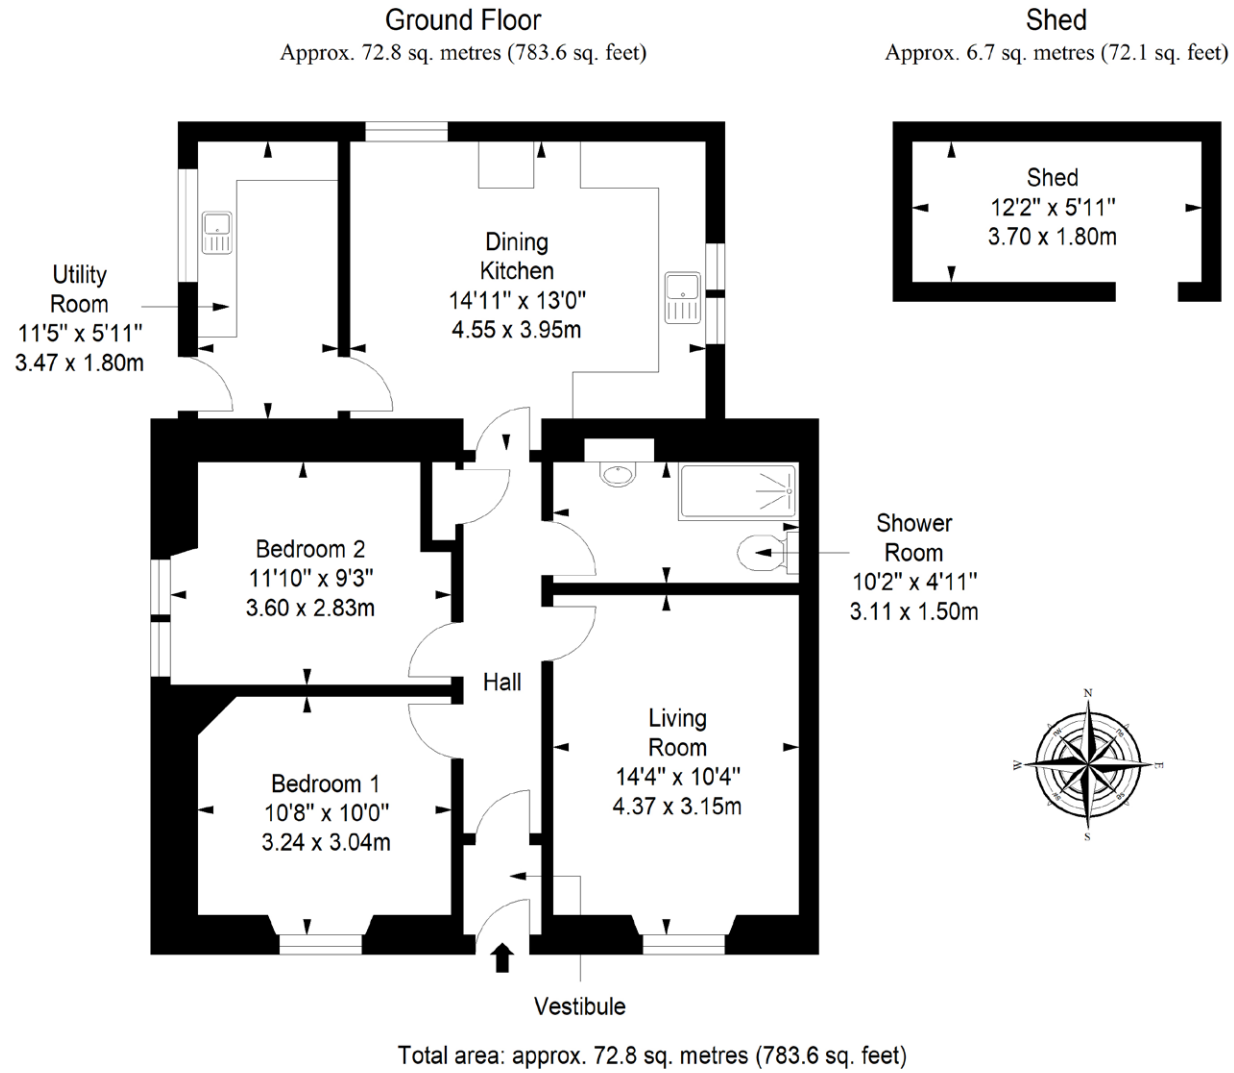 Ground Floor
Approx. 72.8 sq. metres (783.6 sq. feet)
Shed
Approx. 6.7 sq. metres (72.1 sq. feet)
Shed
12'2" x 5'11"
3.70 x 1.80m
Dining
Kitchen
14'11" x 13'0"
4.55 x 3.95m
Utility
Room
11'5" x 5'11"
3.47 x 1.80m
Bedroom 2
11'10" x 9'3"
3.60 x 2.83m
Shower
Room
10'2" x 4'11"
3.11 x 1.50m
Hall
Living
Room
14'4" x 10'4"
4.37 x 3.15m
Bedroom 1
10'8" x 10'0"
3.24 x 3.04m
N
NW
NE
W
E
SW
SE
S
Vestibule
Total area: approx. 72.8 sq. metres (783.6 sq. feet)